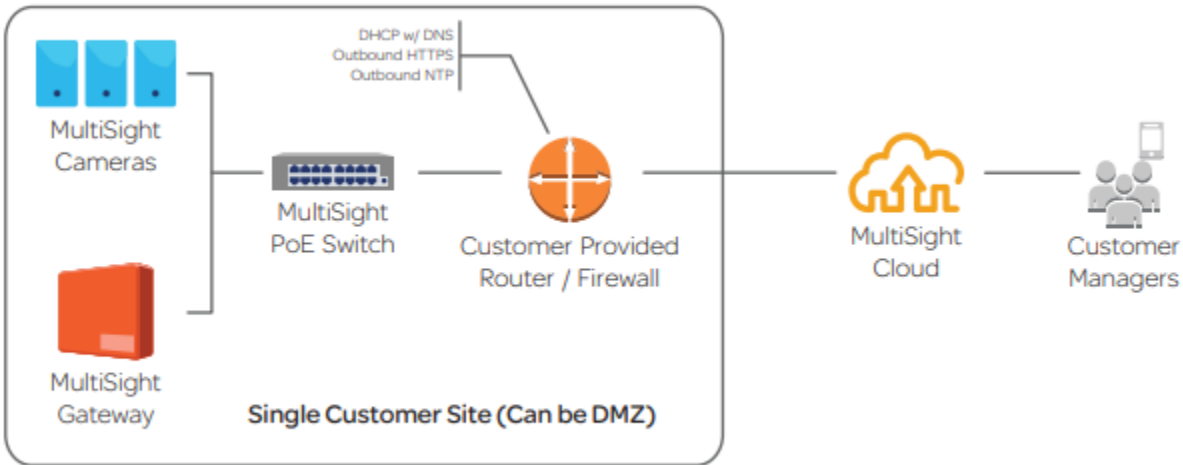 DHCP w/ DNS
Outbound HTTPS
Outbound NTP
MultiSight
Cameras
MultiSight
PoE Switch
Customer Provided
Router / Firewall
MultiSight
Cloud
Customer
Managers
MultiSight
Gateway
Single Customer Site (Can be DMZ)